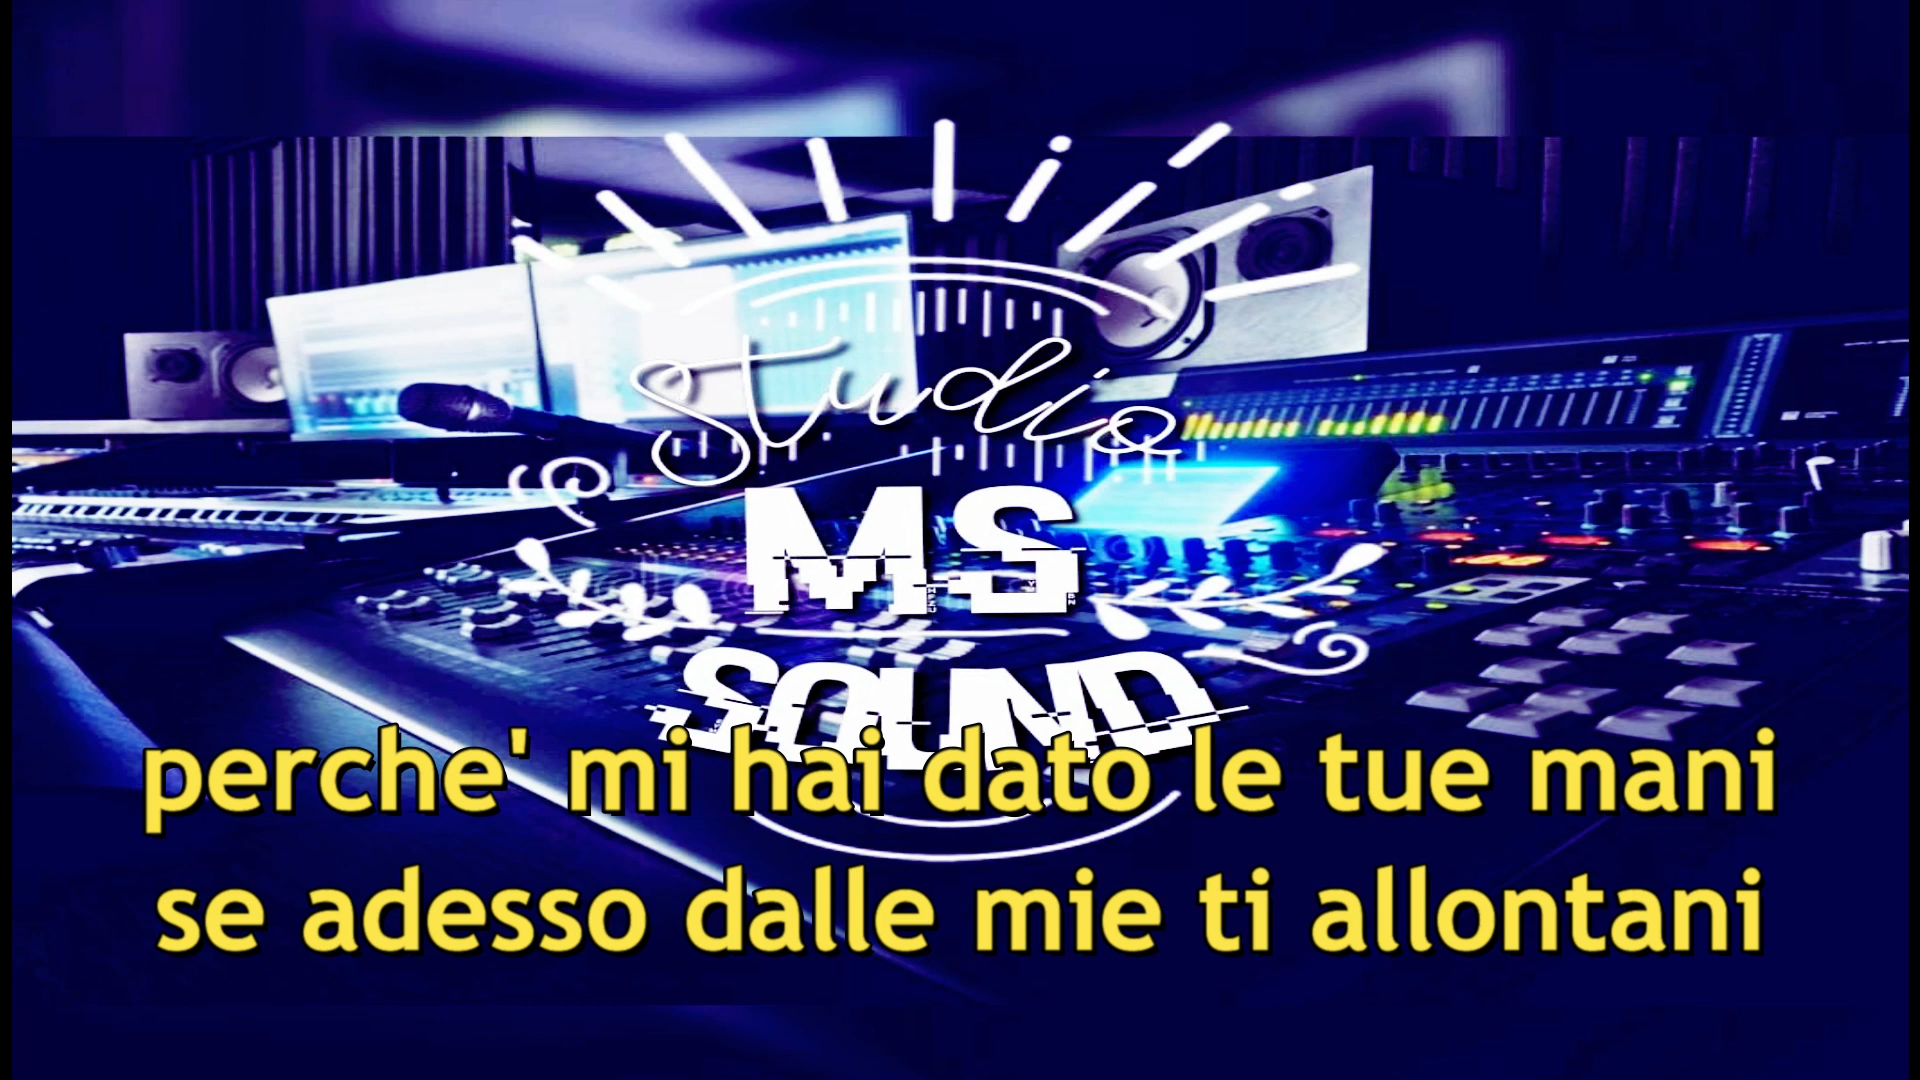 Studio
MS
SOUND
perche' mi hai dato le tue mani
se adesso dalle mie ti allontani